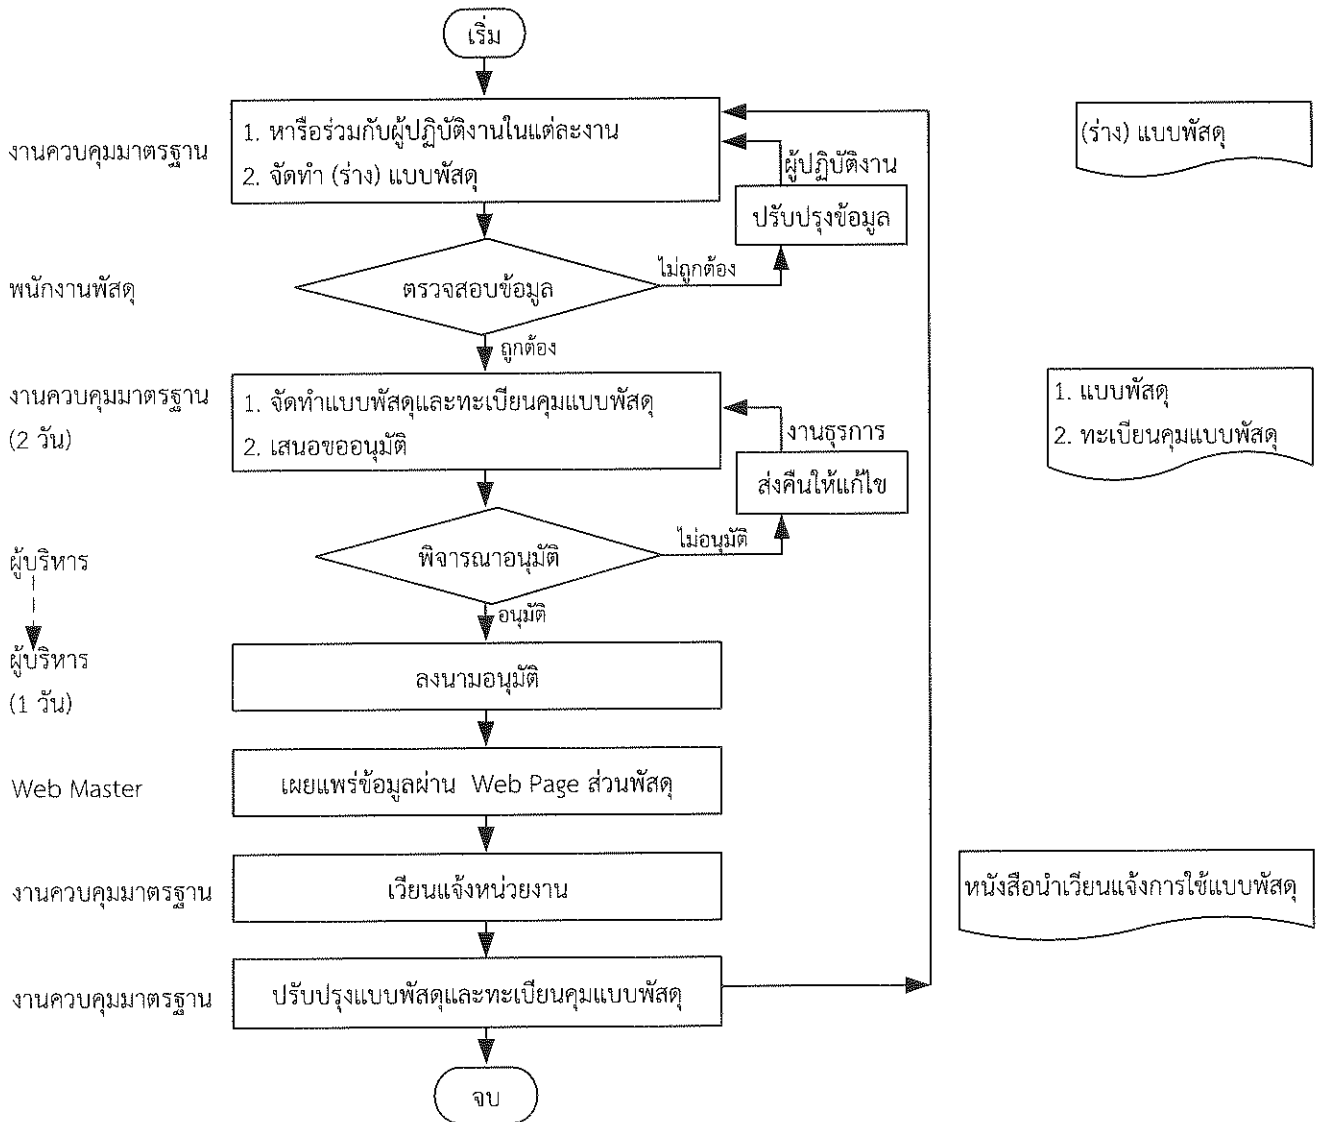 เริ่ม
งานควบคุมมาตรฐาน
1. หารือร่วมกับผู้ปฏิบัติงานในแต่ละงาน
2. จัดทำ (ร่าง) แบบพัสดุ
ผู้ปฏิบัติงาน
ปรับปรุงข้อมูล
(ร่าง) แบบพัสดุ
พนักงานพัสดุ
ตรวจสอบข้อมูล
ไม่ถูกต้อง
ถูกต้อง
งานควบคุมมาตรฐาน
(2 วัน)
1. จัดทำแบบพัสดุและทะเบียนคุมแบบพัสดุ
2. เสนอขออนุมัติ
งานธุรการ
ส่งคืนให้แก้ไข
1. แบบพัสดุ
2. ทะเบียนคุมแบบพัสดุ
ผู้บริหาร
พิจารณาอนุมัติ
ไม่อนุมัติ
อนุมัติ
ผู้บริหาร
(1 วัน)
ลงนามอนุมัติ
Web Master
เผยแพร่ข้อมูลผ่าน Web Page ส่วนพัสดุ
งานควบคุมมาตรฐาน
เวียนแจ้งหน่วยงาน
หนังสือนำเวียนแจ้งการใช้แบบพัสดุ
งานควบคุมมาตรฐาน
ปรับปรุงแบบพัสดุและทะเบียนคุมแบบพัสดุ
จบ